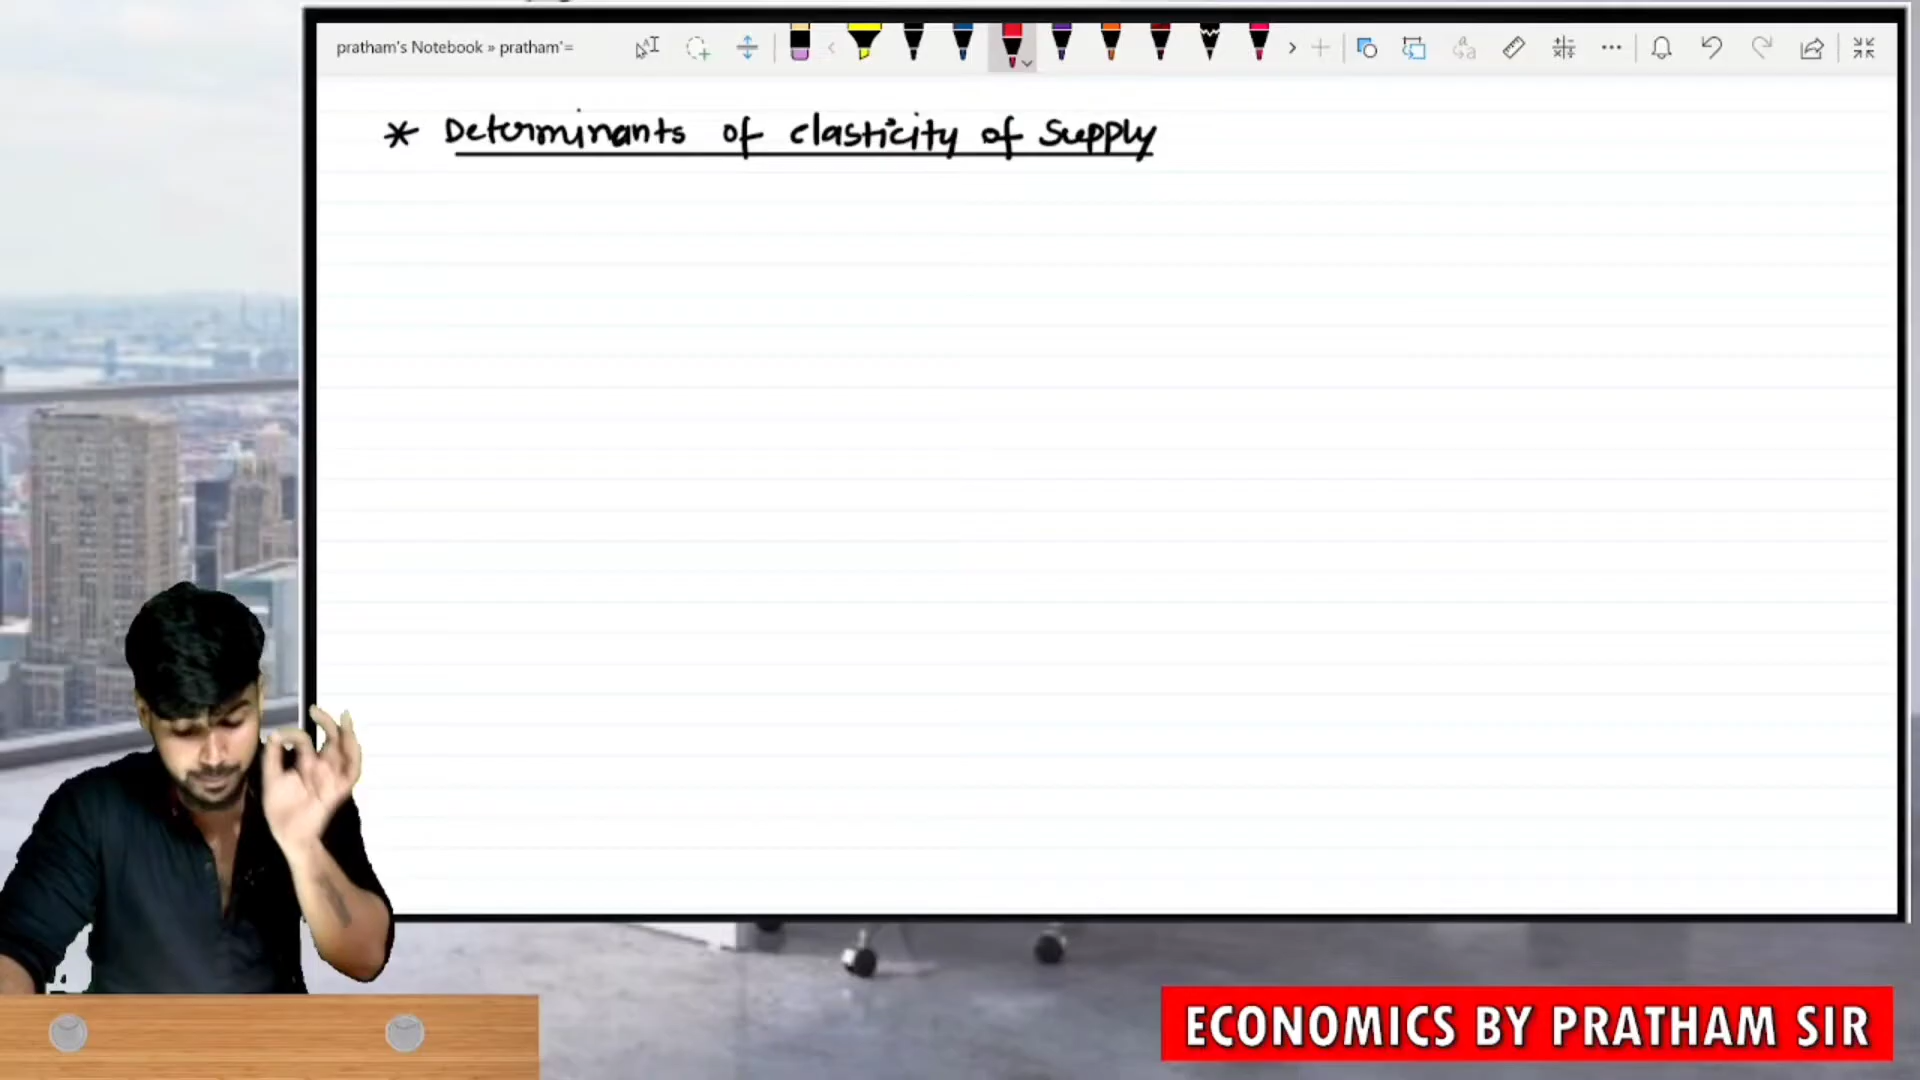 pratham's Notebook » pratham'=
* Determinants of elasticity of Supply
ECONOMICS BY PRATHAM SIR